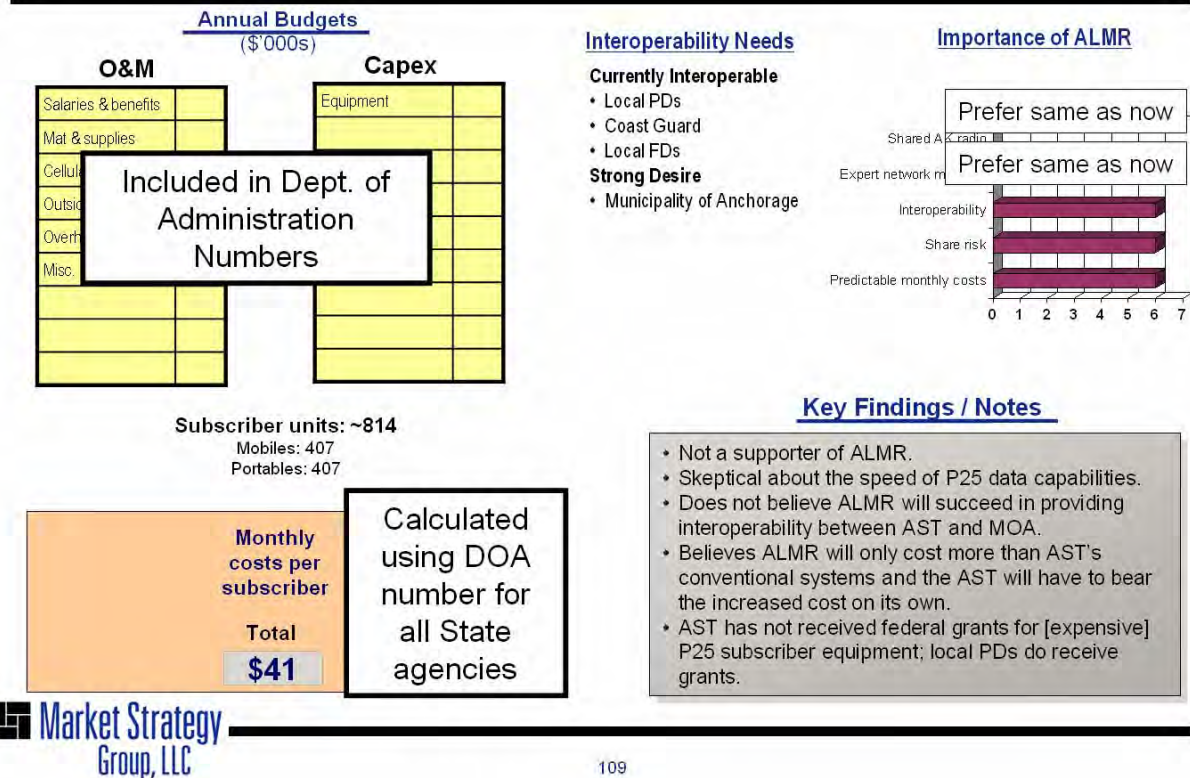 Annual Budgets
($'000s)
O&M
Capex
Salaries & benefits
Mat & supplies
Misc.
Equipment
Included in Dept. of
Administration
Numbers
Subscriber units: ~814
Mobiles: 407
Portables: 407
Monthly
costs per
subscriber
Total
$41
Calculated
using DOA
number for
all State
agencies
Interoperability Needs
Currently Interoperable
• Local PDs
• Coast Guard
• Local FDs
Strong Desire
• Municipality of Anchorage
Importance of ALMR
Prefer same as now
Shared AK radio
Prefer same as now
Expert network
Interoperability
Share risk
Predictable monthly costs
0 1 2 3 4 5 6 7
Key Findings / Notes
• Not a supporter of ALMR.
• Skeptical about the speed of P25 data capabilities.
• Does not believe ALMR will succeed in providing
interoperability between AST and MOA.
• Believes ALMR will only cost more than AST's
conventional systems and the AST will have to bear
the increased cost on its own.
• AST has not received federal grants for [expensive]
P25 subscriber equipment; local PDs do receive
grants.
Market Strategy
Group, LLC
109